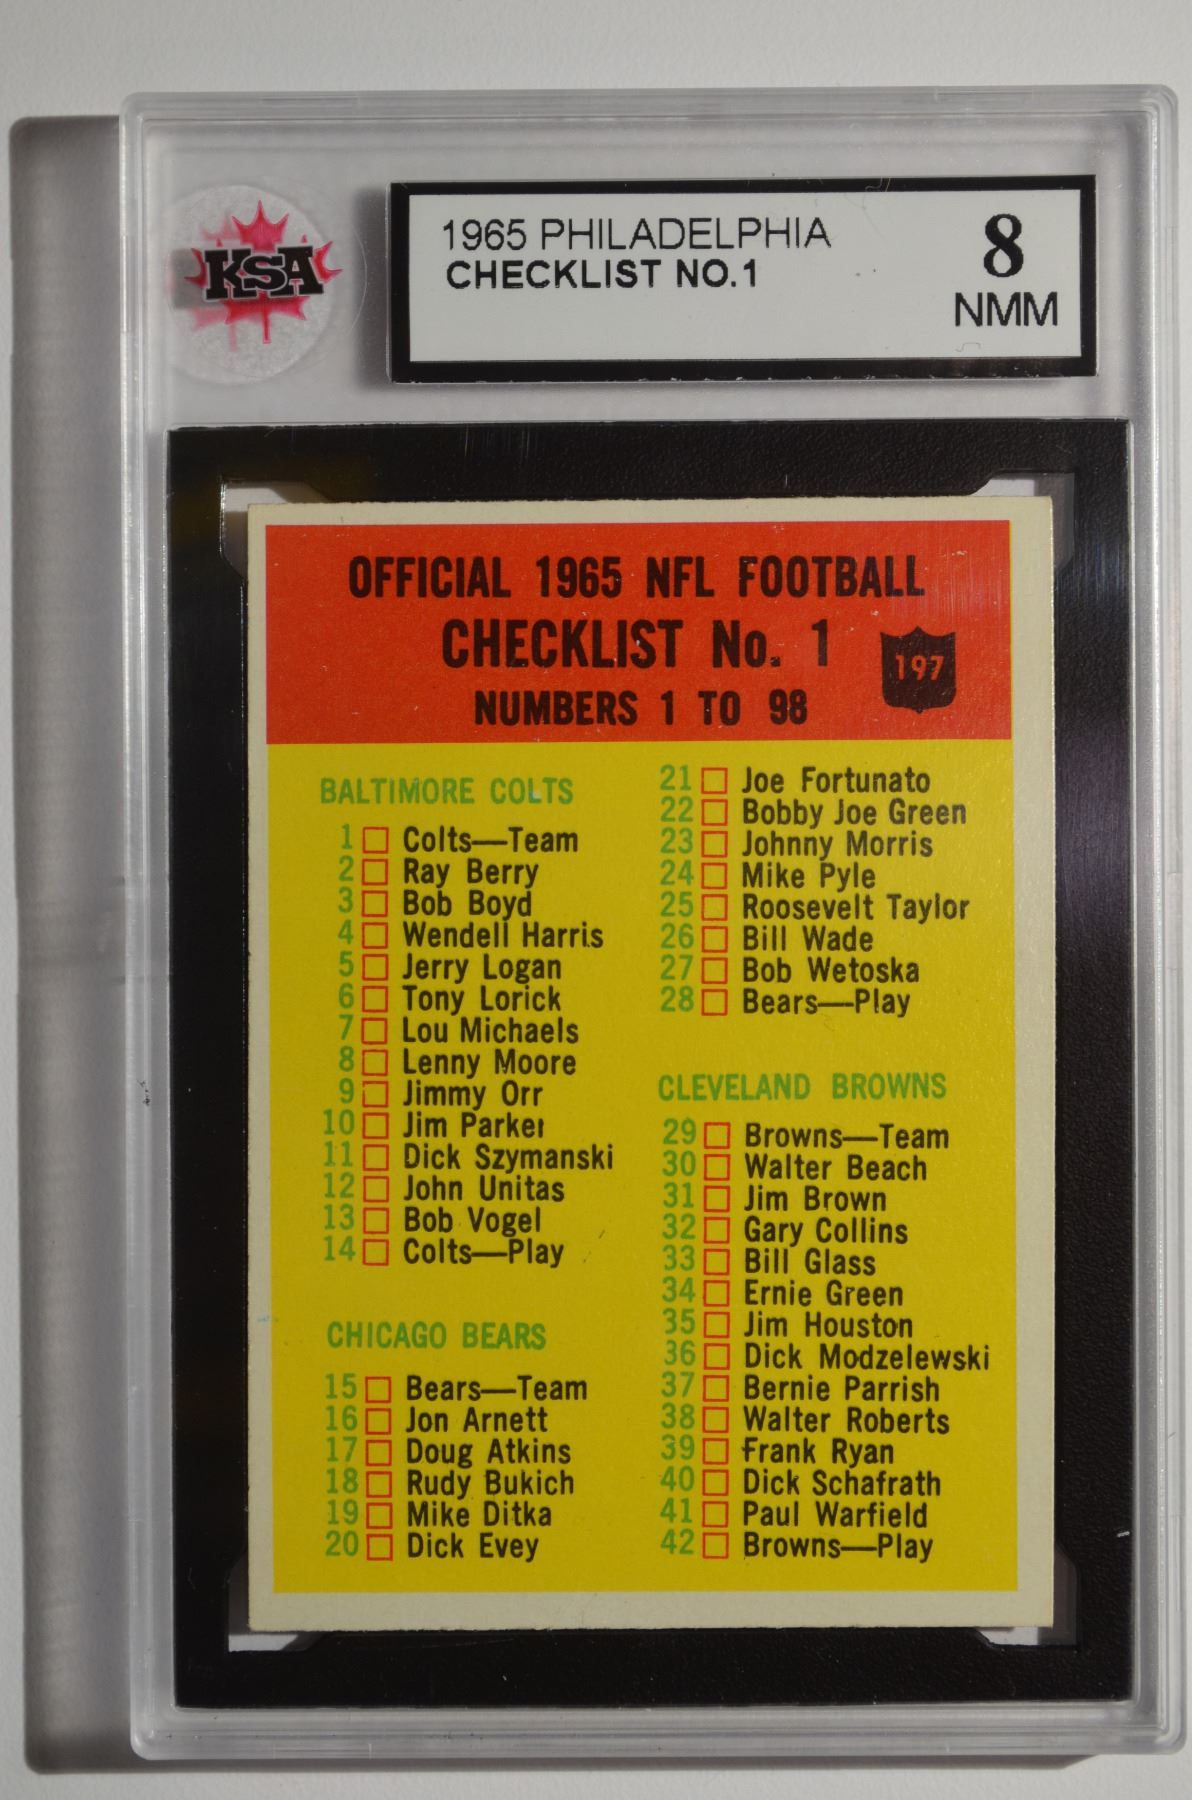 KSA
1965 PHILADELPHIA
CHECKLIST NO.1
8
NMM
OFFICIAL 1965 NFL FOOTBALL
CHECKLIST No. 1
197
NUMBERS 1 TO 98
BALTIMORE COLTS
1 Colts—Team
2 Ray Berry
3 Bob Boyd
4 Wendell Harris
5 Jerry Logan
6 Tony Lorick
7 Lou Michaels
8 Lenny Moore
9 Jimmy Orr
10 Jim Parker
11 Dick Szymanski
12 John Unitas
13 Bob Vogel
14 Colts—Play
CHICAGO BEARS
15 Bears—Team
16 Jon Arnett
17 Doug Atkins
18 Rudy Bukich
19 Mike Ditka
20 Dick Evey
21 Joe Fortunato
22 Bobby Joe Green
23 Johnny Morris
24 Mike Pyle
25 Roosevelt Taylor
26 Bill Wade
27 Bob Wetoska
28 Bears—Play
CLEVELAND BROWNS
29 Browns—Team
30 Walter Beach
31 Jim Brown
32 Gary Collins
33 Bill Glass
34 Ernie Green
35 Jim Houston
36 Dick Modzelewski
37 Bernie Parrish
38 Walter Roberts
39 Frank Ryan
40 Dick Schafrath
41 Paul Warfield
42 Browns—Play